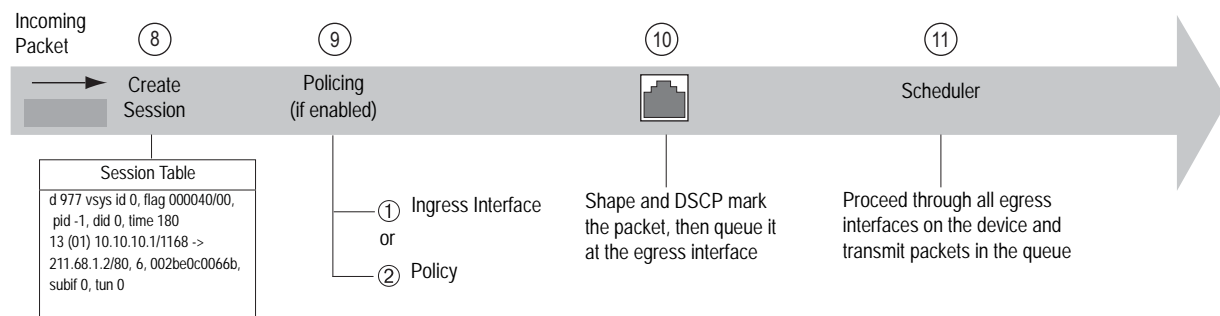 Incoming
Packet
8
9
10
11
Create
Session
Policing
(if enabled)
Scheduler
Session Table
d 977 vsys id 0, flag 000040/00,
pid -1, did 0, time 180
13 (01) 10.10.10.1/1168 ->
211.68.1.2/80, 6, 002be0c0066b,
subif 0, tun 0
1 Ingress Interface
or
2 Policy
Shape and DSCP mark
the packet, then queue it
at the egress interface
Proceed through all egress
interfaces on the device and
transmit packets in the queue